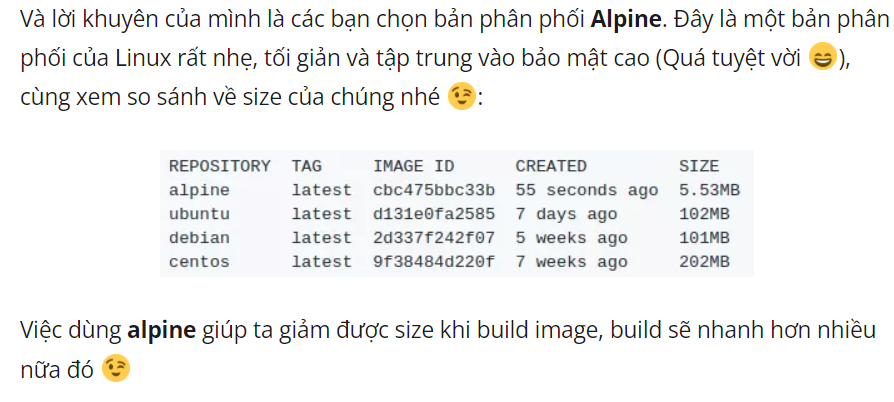 Và lời khuyên của mình là các bạn chọn bản phân phối Alpine. Đây là một bản phân
phối của Linux rất nhẹ, tối giản và tập trung vào bảo mật cao (Quá tuyệt vời 😄),
cùng xem so sánh về size của chúng nhé 😉:
REPOSITORY TAG IMAGE ID CREATED SIZE
alpine latest cbc475bbc33b 55 seconds ago 5.53MB
ubuntu latest d131e0fa2585 7 days ago 102MB
debian latest 2d337f242f07 5 weeks ago 101MB
centos latest 9f38484d220f 7 weeks ago 202MB
Việc dùng alpine giúp ta giảm được size khi build image, build sẽ nhanh hơn nhiều
nữa đó 😉